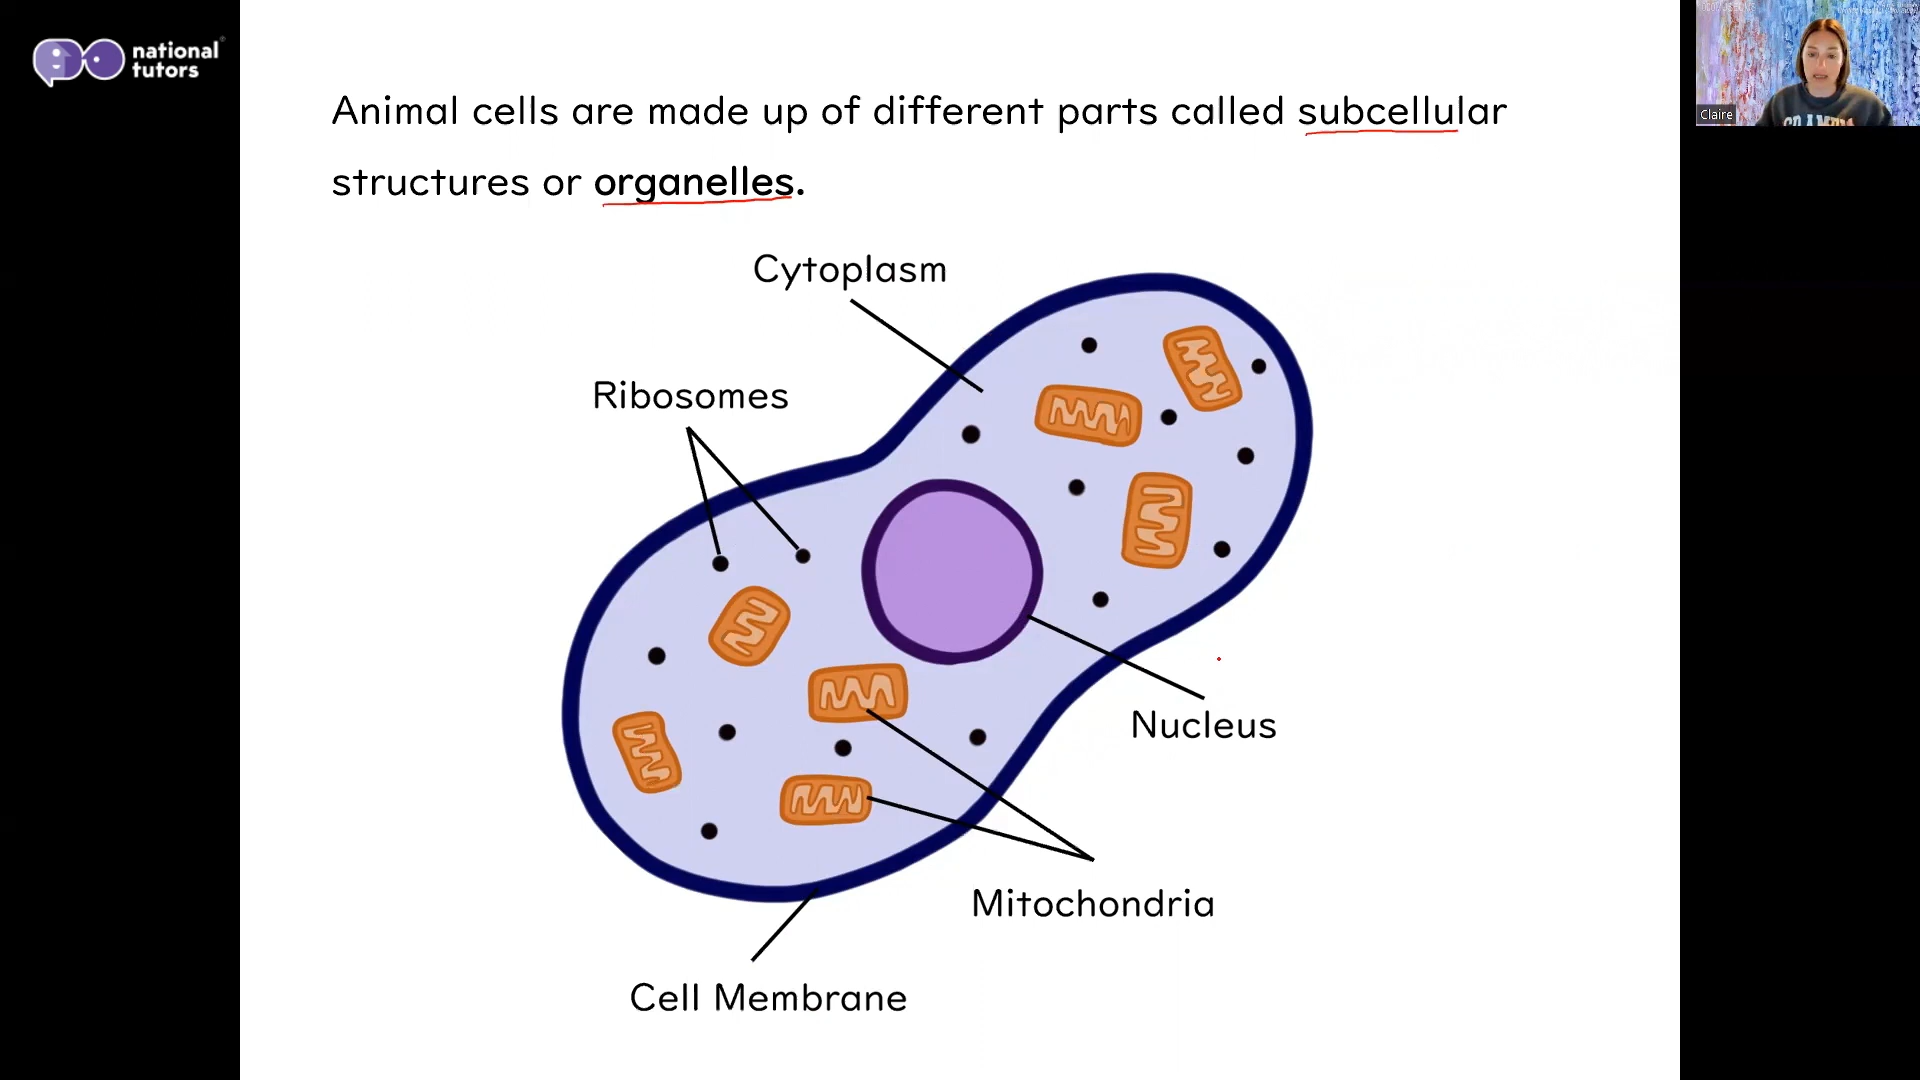 national
tutors
Animal cells are made up of different parts called subcellular
structures or organelles.
Cytoplasm
Ribosomes
Nucleus
Mitochondria
Cell Membrane
Claire